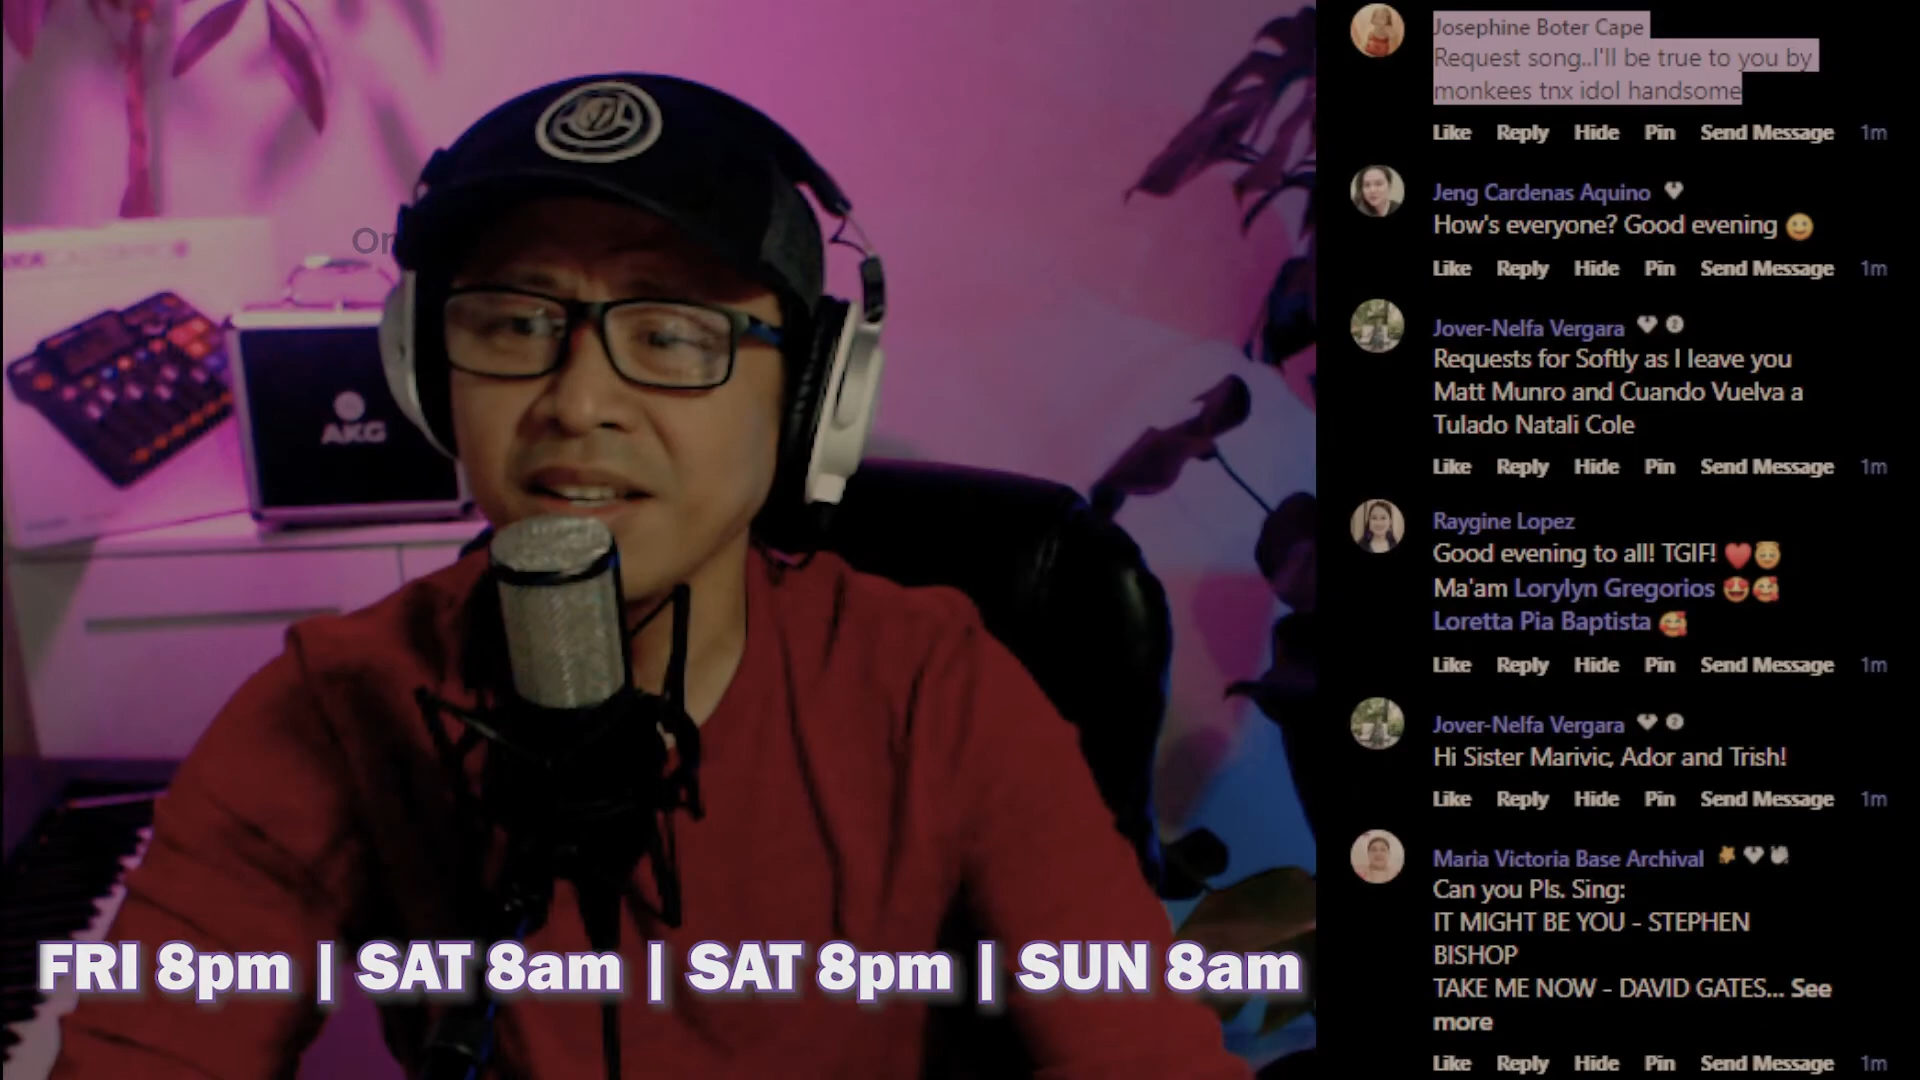 On
AKG
FRI 8pm | SAT 8am | SAT 8pm | SUN 8am
Josephine Boter Cape
Request song..I'll be true to you by
monkees tnx idol handsome
Like Reply Hide Pin Send Message 1m
Jeng Cardenas Aquino
How's everyone? Good evening 🙂
Like Reply Hide Pin Send Message 1m
Jover-Nelfa Vergara
Requests for Softly as I leave you
Matt Munro and Cuando Vuelva a
Tulado Natali Cole
Like Reply Hide Pin Send Message 1m
Raygine Lopez
Good evening to all! TGIF! ❤️😇
Ma'am Lorylyn Gregorios 🤩🥰
Loretta Pia Baptista 🥰
Like Reply Hide Pin Send Message 1m
Jover-Nelfa Vergara
Hi Sister Marivic, Ador and Trish!
Like Reply Hide Pin Send Message 1m
Maria Victoria Base Archival
Can you Pls. Sing:
IT MIGHT BE YOU - STEPHEN
BISHOP
TAKE ME NOW - DAVID GATES... See
more
Like Reply Hide Pin Send Message 1m